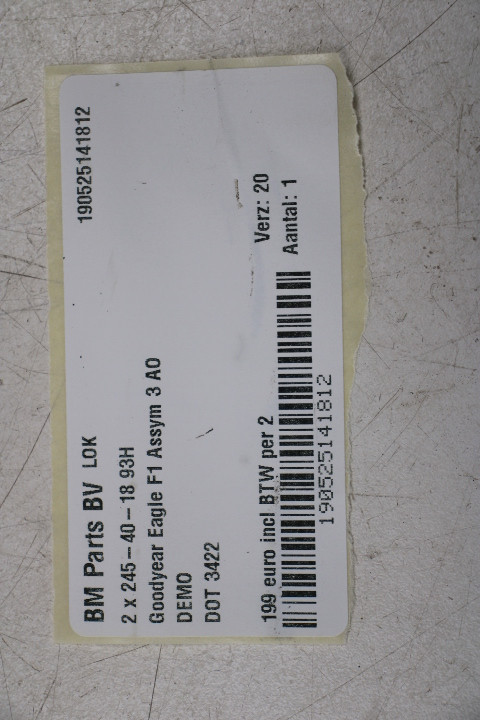 BM Parts BV LOK 190525141812
2 x 245-40-18 93H
Goodyear Eagle F1 Assym 3 AO
DEMO
DOT 3422
Verz: 20
199 euro incl BTW per 2 Aantal: 1
190525141812